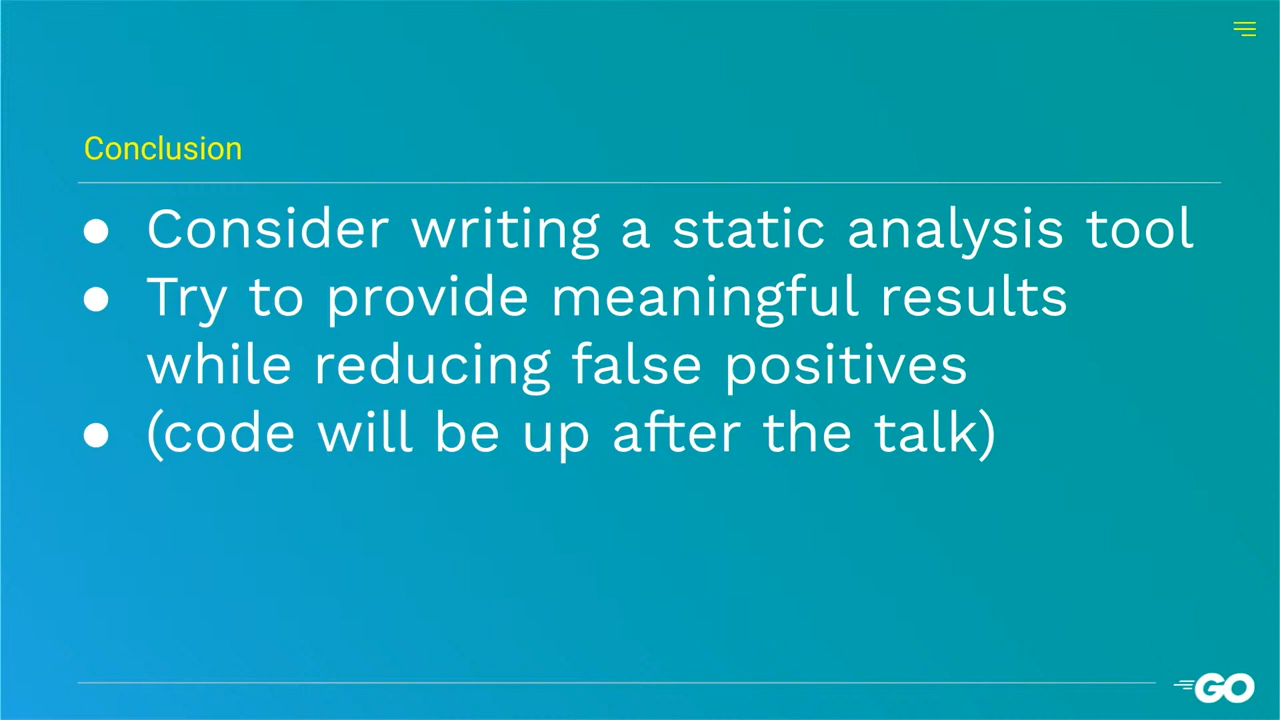 Conclusion
● Consider writing a static analysis tool
● Try to provide meaningful results
while reducing false positives
● (code will be up after the talk)
GO